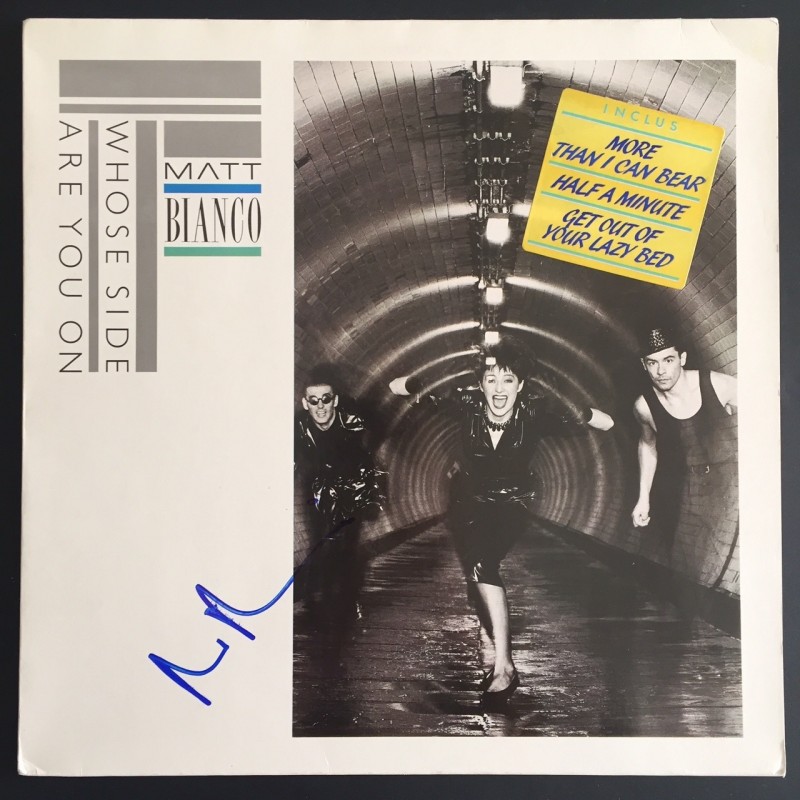 WHOSE SIDE
ARE YOU ON
MATT
BIANCO
INCLUS
MORE
THAN I CAN BEAR
HALF A MINUTE
GET OUT OF
YOUR LAZY BED